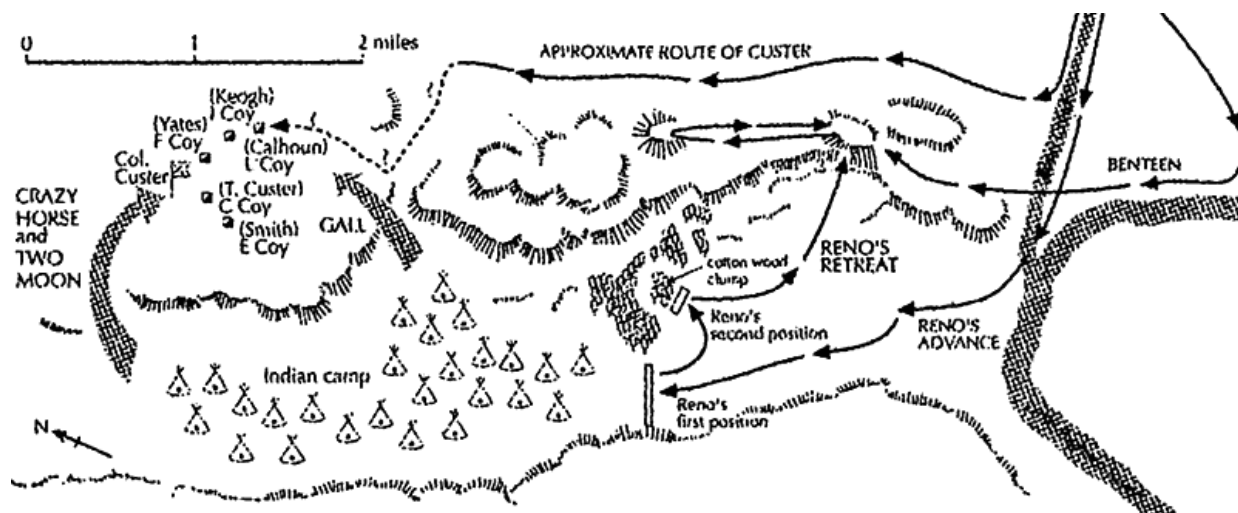 0 1 2 miles
APPROXIMATE ROUTE OF CUSTER
(Keogh)
I Coy
(Yates)
F Coy
(Calhoun)
L Coy
Col.
Custer
(T. Custer)
C Coy
(Smith)
E Coy
CRAZY
HORSE
and
TWO
MOON
GALL
BENTEEN
RENO'S
RETREAT
cotton wood
clump
Reno's
second position
RENO'S
ADVANCE
Indian camp
Reno's
first position
N